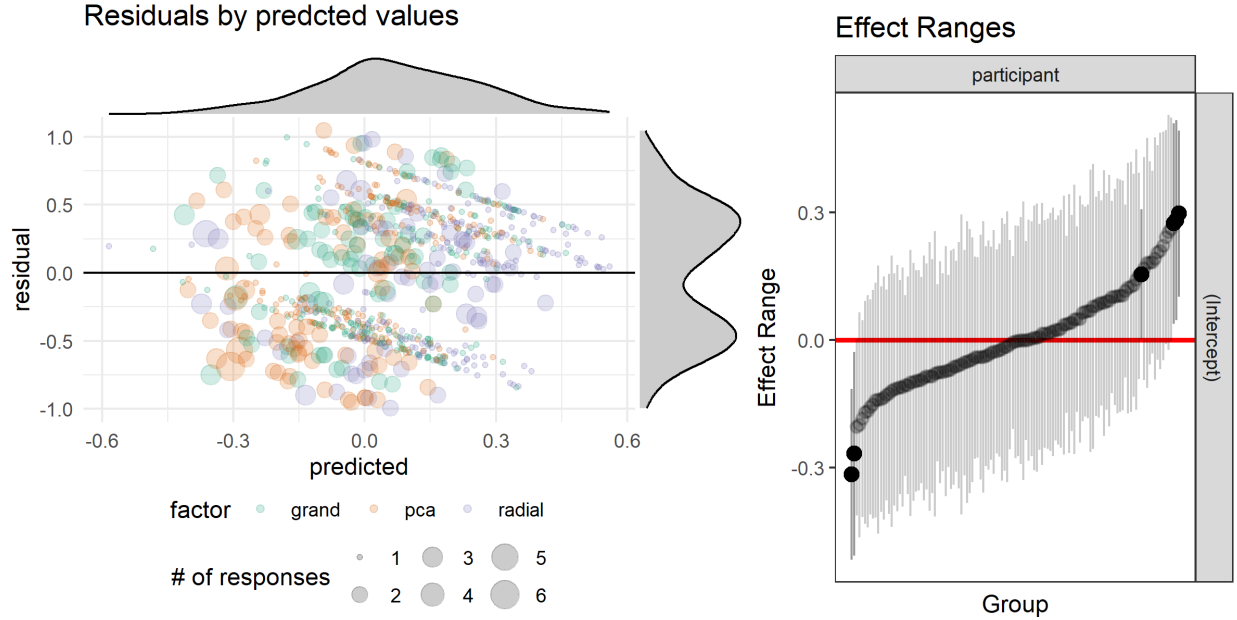 Residuals by predcted values
1.0
0.5
0.0
-0.5
-1.0
residual
-0.6 -0.3 0.0 0.3 0.6
predicted
factor grand pca radial
# of responses
1 3 5
2 4 6
Effect Ranges
participant
(Intercept)
0.3
0.0
-0.3
Effect Range
Group